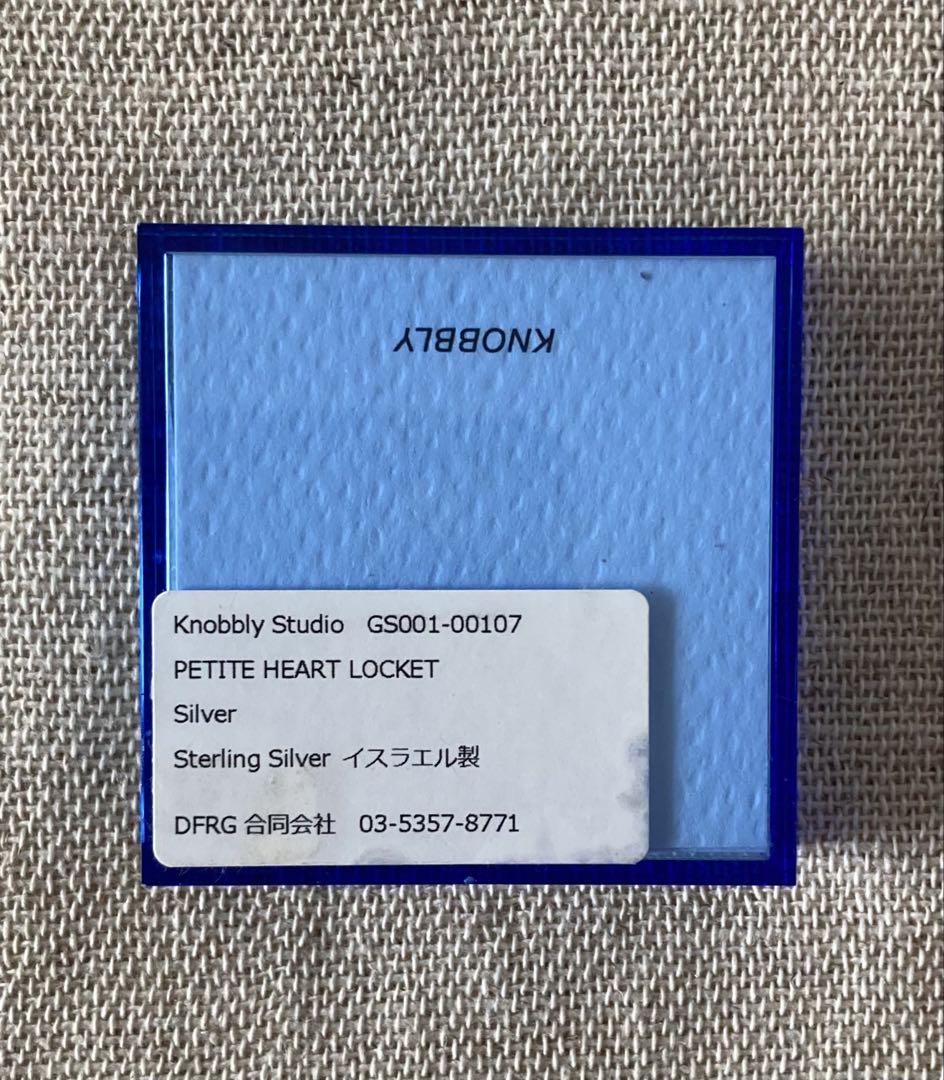 KNOBBLY
Knobbly Studio GS001-00107
PETITE HEART LOCKET
Silver
Sterling Silver イスラエル製
DFRG 合同会社 03-5357-8771